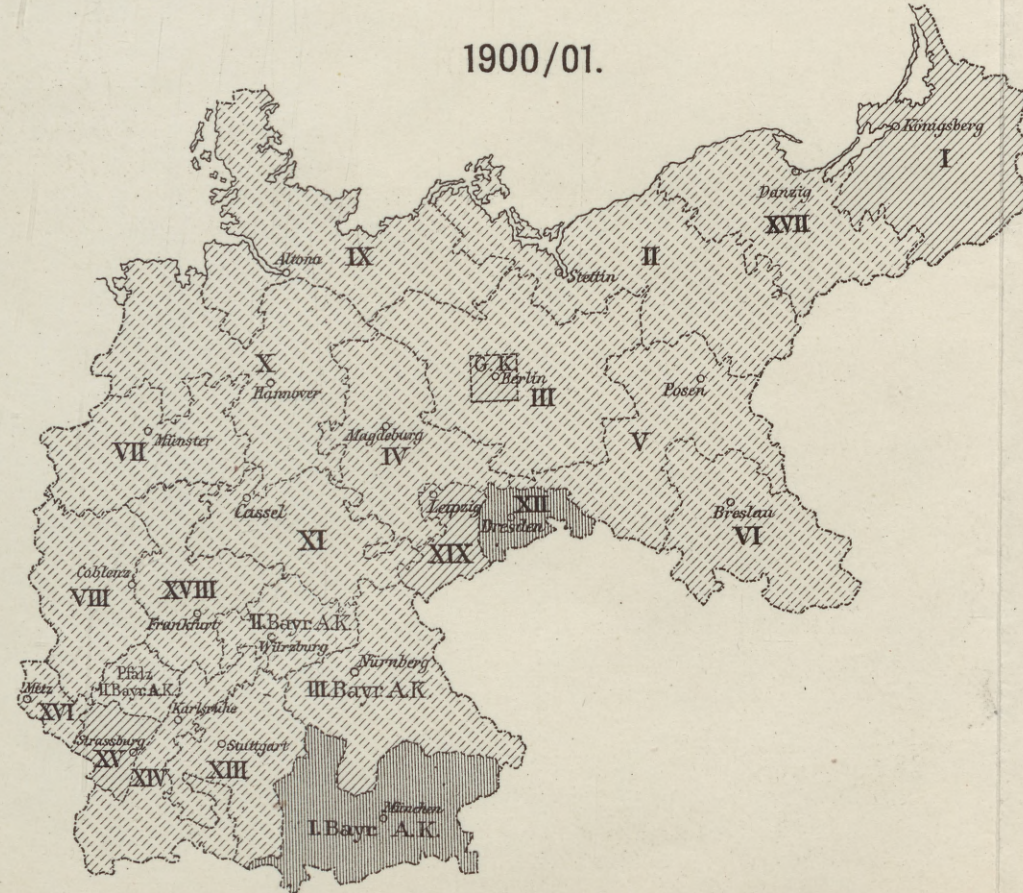 1900/01.
Königsberg
I
Danzig
XVII
Altona
IX
II
Stettin
X
Hannover
G. K.
Berlin
III
Posen
V
Münster
VII
Magdeburg
IV
Leipzig
XII
Dresden
Breslau
VI
Cassel
XI
XIX
Coblenz
VIII
XVIII
Frankfurt
II.Bayr. A.K.
Würzburg
Nürnberg
III.Bayr. A.K.
Pfalz
II.Bayr. A.K.
Metz
XVI
Karlsruhe
Strassburg
XV
XIV
Stuttgart
XIII
München
I.Bayr. A.K.